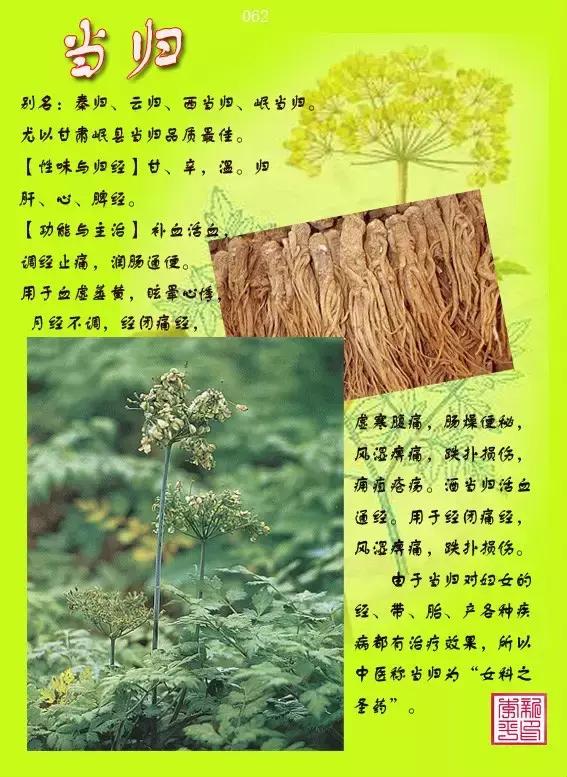 062
当归
别名：秦归、云归、西当归、岷当归。
尤以甘肃岷县当归品质最佳。
【性味与归经】甘、辛，温。归
肝、心、脾经。
【功能与主治】补血活血，
调经止痛，润肠通便。
用于血虚萎黄，眩晕心悸，
月经不调，经闭痛经，
虚寒腹痛，肠燥便秘，
风湿痹痛，跌扑损伤，
痈疽疮疡。酒当归活血
通经。用于经闭痛经，
风湿痹痛，跌扑损伤。
由于当归对妇女的
经、带、胎、产各种疾
病都有治疗效果，所以
中医称当归为“女科之
圣药”。